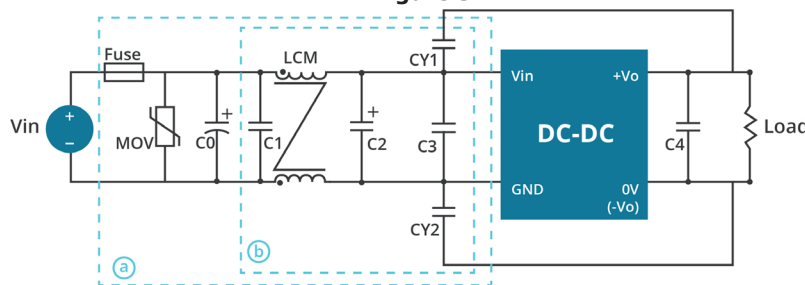 Fuse
LCM
CY1
Vin
+Vo
Vin
+
−
MOV
C0
+
C1
+
C2
C3
DC-DC
C4
Load
GND
0V
(-Vo)
CY2
a
b